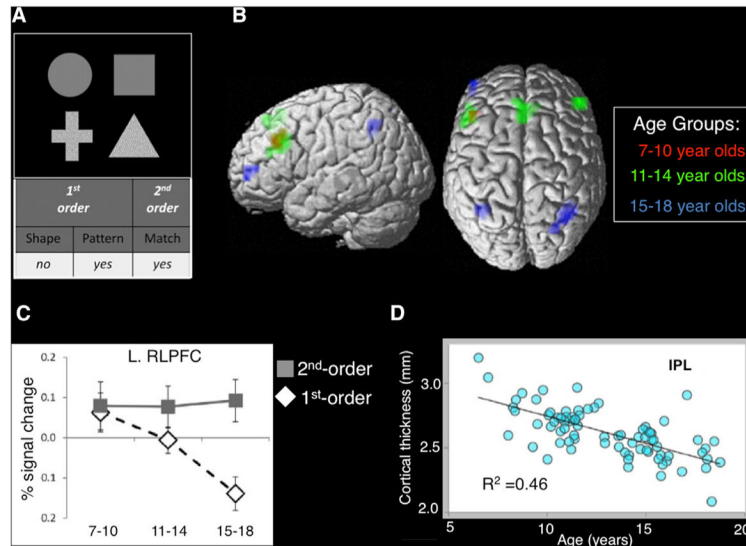 A
1st
order
2nd
order
Shape
Pattern
Match
no
yes
yes
B
Age Groups:
7-10 year olds
11-14 year olds
15-18 year olds
C
L. RLPFC
% signal change
0.2
0.1
0.0
0.1
0.2
7-10
11-14
15-18
2nd-order
1st-order
D
IPL
Cortical thickness (mm)
3.0
2.5
2.0
R2 =0.46
5
10
15
20
Age (years)